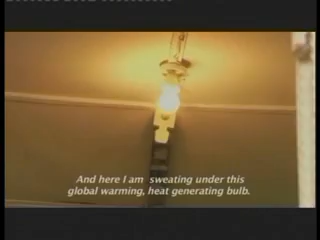 And here I am sweating under this
global warming, heat generating bulb.